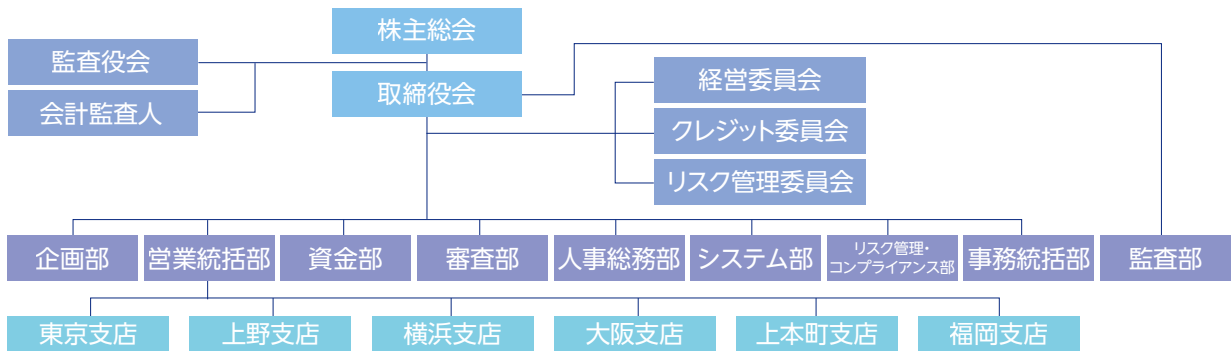 株主総会
監査役会
取締役会
会計監査人
経営委員会
クレジット委員会
リスク管理委員会
企画部
営業統括部
資金部
審査部
人事総務部
システム部
リスク管理・
コンプライアンス部
事務統括部
監査部
東京支店
上野支店
横浜支店
大阪支店
上本町支店
福岡支店